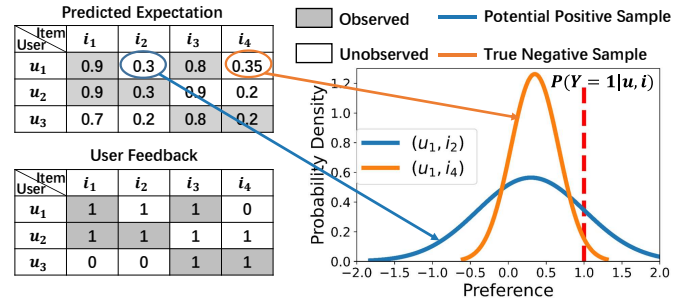 Predicted Expectation
Item User i1 i2 i3 i4
u1 0.9 0.3 0.8 0.35
u2 0.9 0.3 0.9 0.2
u3 0.7 0.2 0.8 0.2
User Feedback
Item User i1 i2 i3 i4
u1 1 1 1 0
u2 1 1 1 1
u3 0 0 1 1
Observed
Potential Positive Sample
Unobserved
True Negative Sample
P(Y = 1|u, i)
(u1, i2)
(u1, i4)
Probability Density
1.2
1.0
0.8
0.6
0.4
0.2
0.0
−2.0 −1.5 −1.0 −0.5 0.0 0.5 1.0 1.5 2.0
Preference